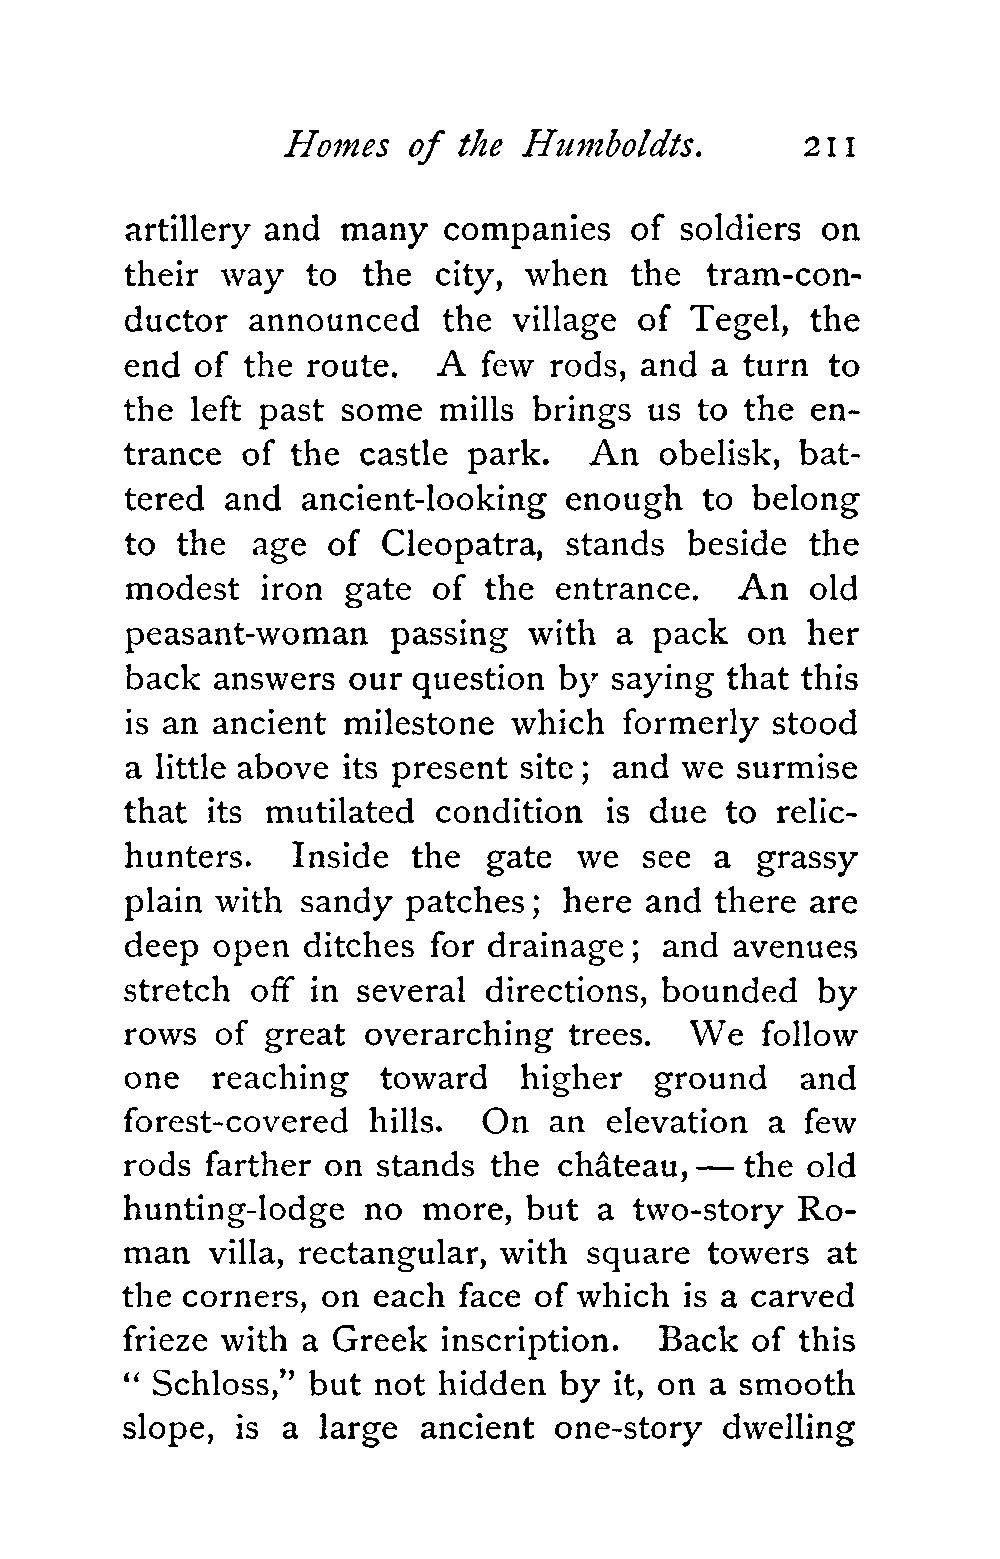 Homes of the Humboldts. 211
artillery and many companies of soldiers on
their way to the city, when the tram-con-
ductor announced the village of Tegel, the
end of the route. A few rods, and a turn to
the left past some mills brings us to the en-
trance of the castle park. An obelisk, bat-
tered and ancient-looking enough to belong
to the age of Cleopatra, stands beside the
modest iron gate of the entrance. An old
peasant-woman passing with a pack on her
back answers our question by saying that this
is an ancient milestone which formerly stood
a little above its present site; and we surmise
that its mutilated condition is due to relic-
hunters. Inside the gate we see a grassy
plain with sandy patches; here and there are
deep open ditches for drainage; and avenues
stretch off in several directions, bounded by
rows of great overarching trees. We follow
one reaching toward higher ground and
forest-covered hills. On an elevation a few
rods farther on stands the château,— the old
hunting-lodge no more, but a two-story Ro-
man villa, rectangular, with square towers at
the corners, on each face of which is a carved
frieze with a Greek inscription. Back of this
“ Schloss,” but not hidden by it, on a smooth
slope, is a large ancient one-story dwelling